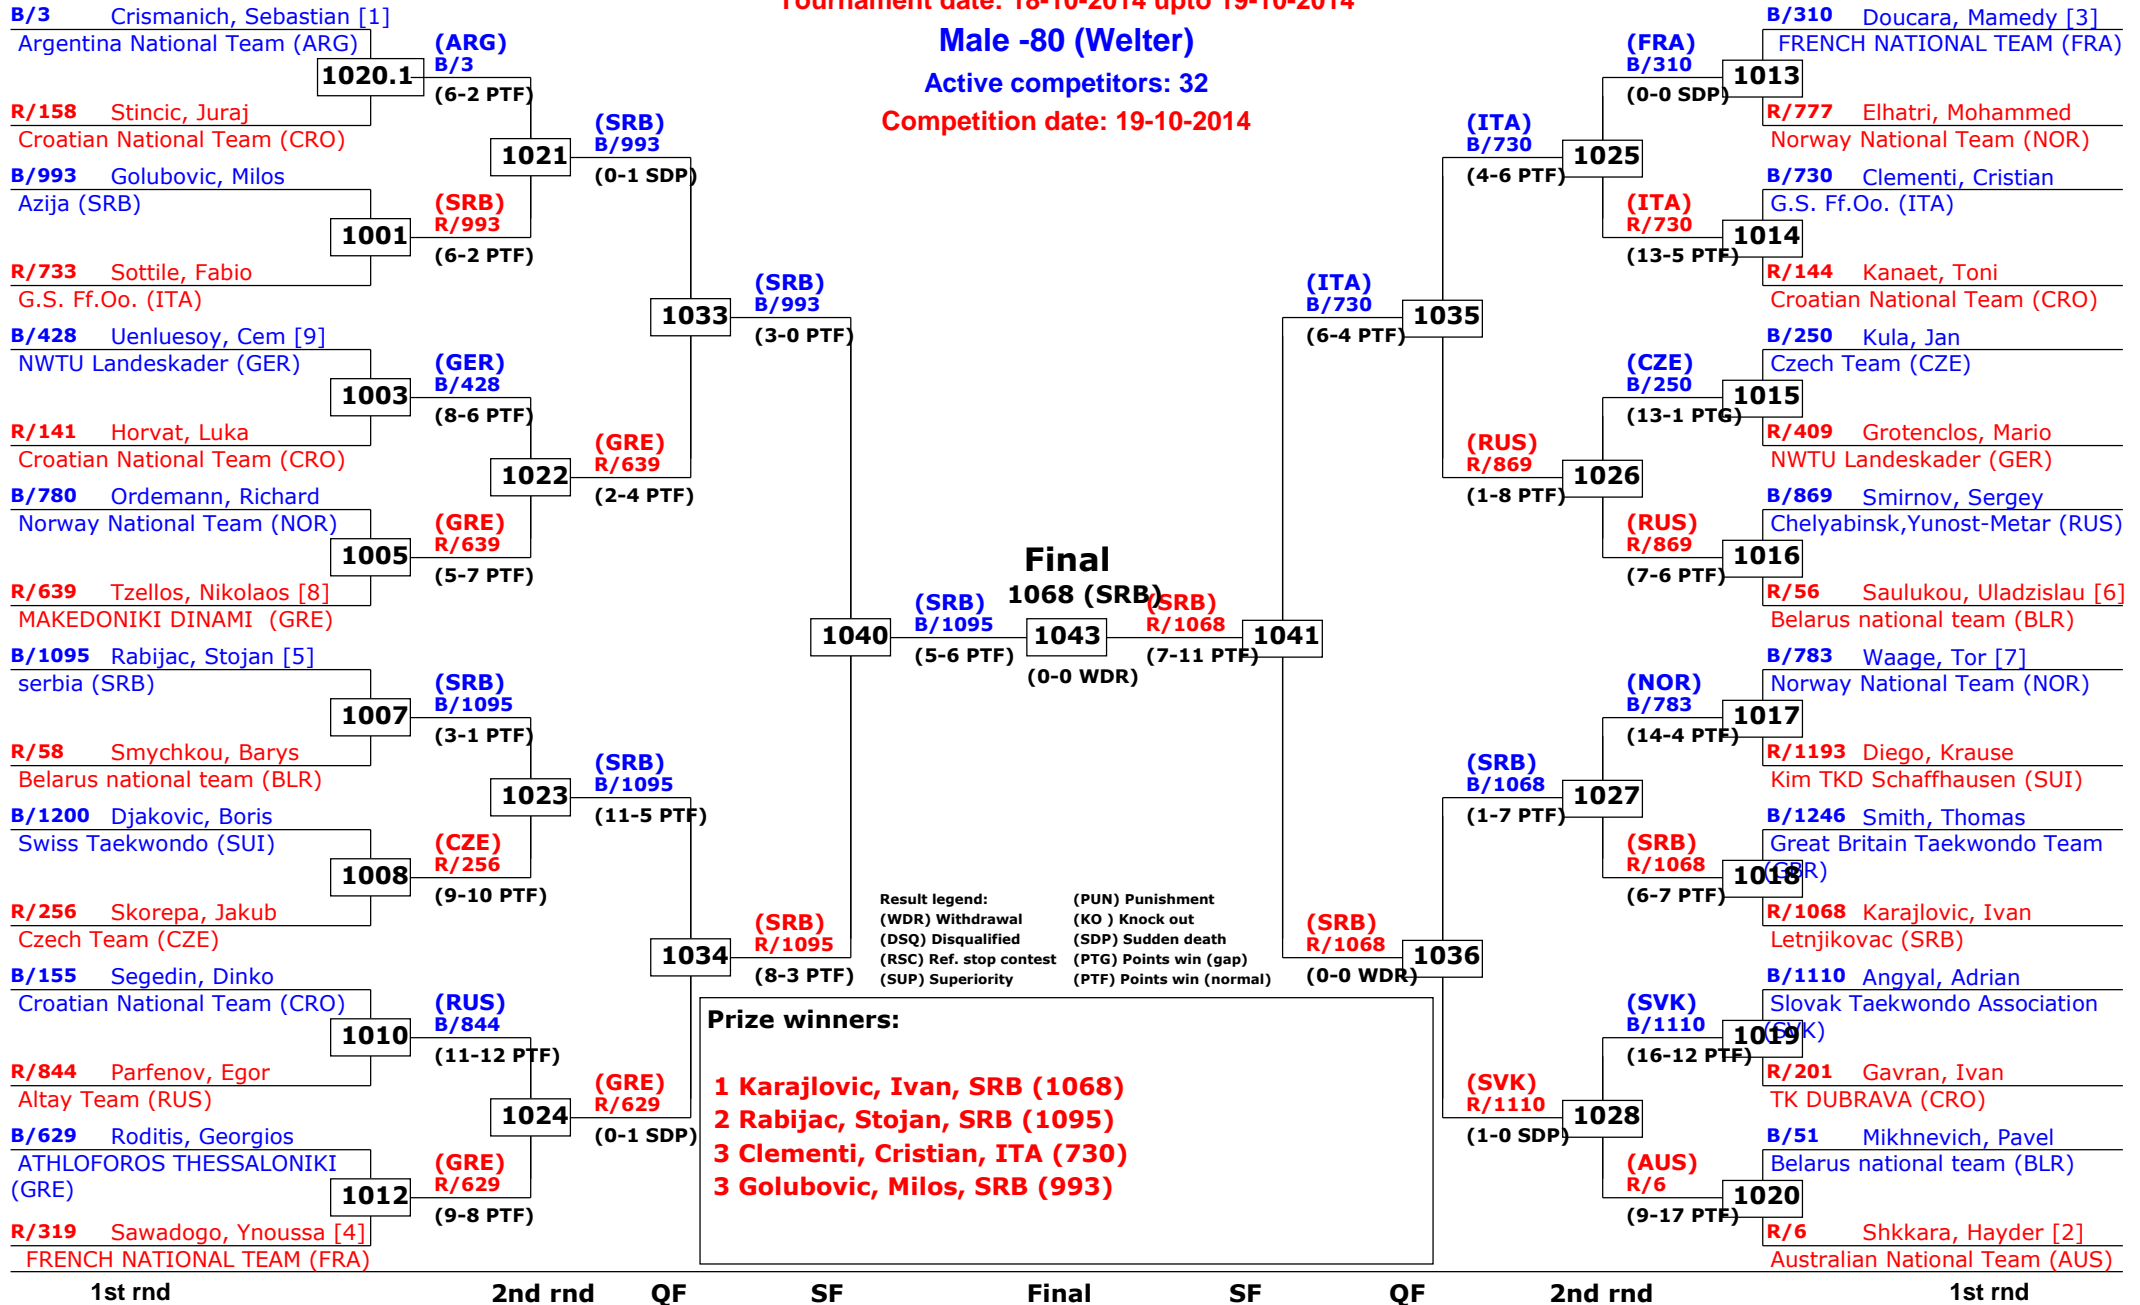 Tournament date: 18-10-2014 upto 19-10-2014
Male -80 (Welter)
Active competitors: 32
Competition date: 19-10-2014
B/3 Crismanich, Sebastian [1]
Argentina National Team (ARG)
1020.1
R/158 Stincic, Juraj
Croatian National Team (CRO)
B/993 Golubovic, Milos
Azija (SRB)
1001
R/733 Sottile, Fabio
G.S. Ff.Oo. (ITA)
B/428 Uenluesoy, Cem [9]
NWTU Landeskader (GER)
1003
R/141 Horvat, Luka
Croatian National Team (CRO)
B/780 Ordemann, Richard
Norway National Team (NOR)
1005
R/639 Tzellos, Nikolaos [8]
MAKEDONIKI DINAMI (GRE)
B/1095 Rabijac, Stojan [5]
serbia (SRB)
1007
R/58 Smychkou, Barys
Belarus national team (BLR)
B/1200 Djakovic, Boris
Swiss Taekwondo (SUI)
1008
R/256 Skorepa, Jakub
Czech Team (CZE)
B/155 Segedin, Dinko
Croatian National Team (CRO)
1010
R/844 Parfenov, Egor
Altay Team (RUS)
B/629 Roditis, Georgios
ATHLOFOROS THESSALONIKI
(GRE)
1012
R/319 Sawadogo, Ynoussa [4]
FRENCH NATIONAL TEAM (FRA)
(ARG)
B/3
(6-2 PTF)
1021
(SRB)
R/993
(6-2 PTF)
(GER)
B/428
(8-6 PTF)
1022
(GRE)
R/639
(5-7 PTF)
(SRB)
B/1095
(3-1 PTF)
1023
(CZE)
R/256
(9-10 PTF)
(RUS)
B/844
(11-12 PTF)
1024
(GRE)
R/629
(9-8 PTF)
(SRB)
B/993
(0-1 SDP)
1033
(GRE)
R/639
(2-4 PTF)
(SRB)
B/1095
(11-5 PTF)
1034
(GRE)
R/629
(0-1 SDP)
(SRB)
B/993
(3-0 PTF)
1040
(SRB)
R/1095
(8-3 PTF)
Final
1068 (SRB)
(SRB)
B/1095
(5-6 PTF)
1043
(0-0 WDR)
(SRB)
R/1068
(7-11 PTF)
1041
(ITA)
B/730
(6-4 PTF)
1035
(SRB)
R/1068
(0-0 WDR)
1036
(ITA)
B/730
(4-6 PTF)
1025
(RUS)
R/869
(1-8 PTF)
1026
(SRB)
B/1068
(1-7 PTF)
1027
(SVK)
R/1110
(1-0 SDP)
1028
(FRA)
B/310
(0-0 SDP)
(ITA)
R/730
(13-5 PTF)
(CZE)
B/250
(13-1 PTG)
(RUS)
R/869
(7-6 PTF)
(NOR)
B/783
(14-4 PTF)
(SRB)
R/1068
(6-7 PTF)
(SVK)
B/1110
(16-12 PTF)
(AUS)
R/6
(9-17 PTF)
B/310 Doucara, Mamedy [3]
FRENCH NATIONAL TEAM (FRA)
1013
R/777 Elhatri, Mohammed
Norway National Team (NOR)
B/730 Clementi, Cristian
G.S. Ff.Oo. (ITA)
1014
R/144 Kanaet, Toni
Croatian National Team (CRO)
B/250 Kula, Jan
Czech Team (CZE)
1015
R/409 Grotenclos, Mario
NWTU Landeskader (GER)
B/869 Smirnov, Sergey
Chelyabinsk,Yunost-Metar (RUS)
1016
R/56 Saulukou, Uladzislau [6]
Belarus national team (BLR)
B/783 Waage, Tor [7]
Norway National Team (NOR)
1017
R/1193 Diego, Krause
Kim TKD Schaffhausen (SUI)
B/1246 Smith, Thomas
Great Britain Taekwondo Team
(GBR)
1018
R/1068 Karajlovic, Ivan
Letnjikovac (SRB)
B/1110 Angyal, Adrian
Slovak Taekwondo Association
(SVK)
1019
R/201 Gavran, Ivan
TK DUBRAVA (CRO)
B/51 Mikhnevich, Pavel
Belarus national team (BLR)
1020
R/6 Shkkara, Hayder [2]
Australian National Team (AUS)
Result legend: (PUN) Punishment
(WDR) Withdrawal (KO ) Knock out
(DSQ) Disqualified (SDP) Sudden death
(RSC) Ref. stop contest (PTG) Points win (gap)
(SUP) Superiority (PTF) Points win (normal)
Prize winners:
1 Karajlovic, Ivan, SRB (1068)
2 Rabijac, Stojan, SRB (1095)
3 Clementi, Cristian, ITA (730)
3 Golubovic, Milos, SRB (993)
1st rnd 2nd rnd QF SF Final SF QF 2nd rnd 1st rnd